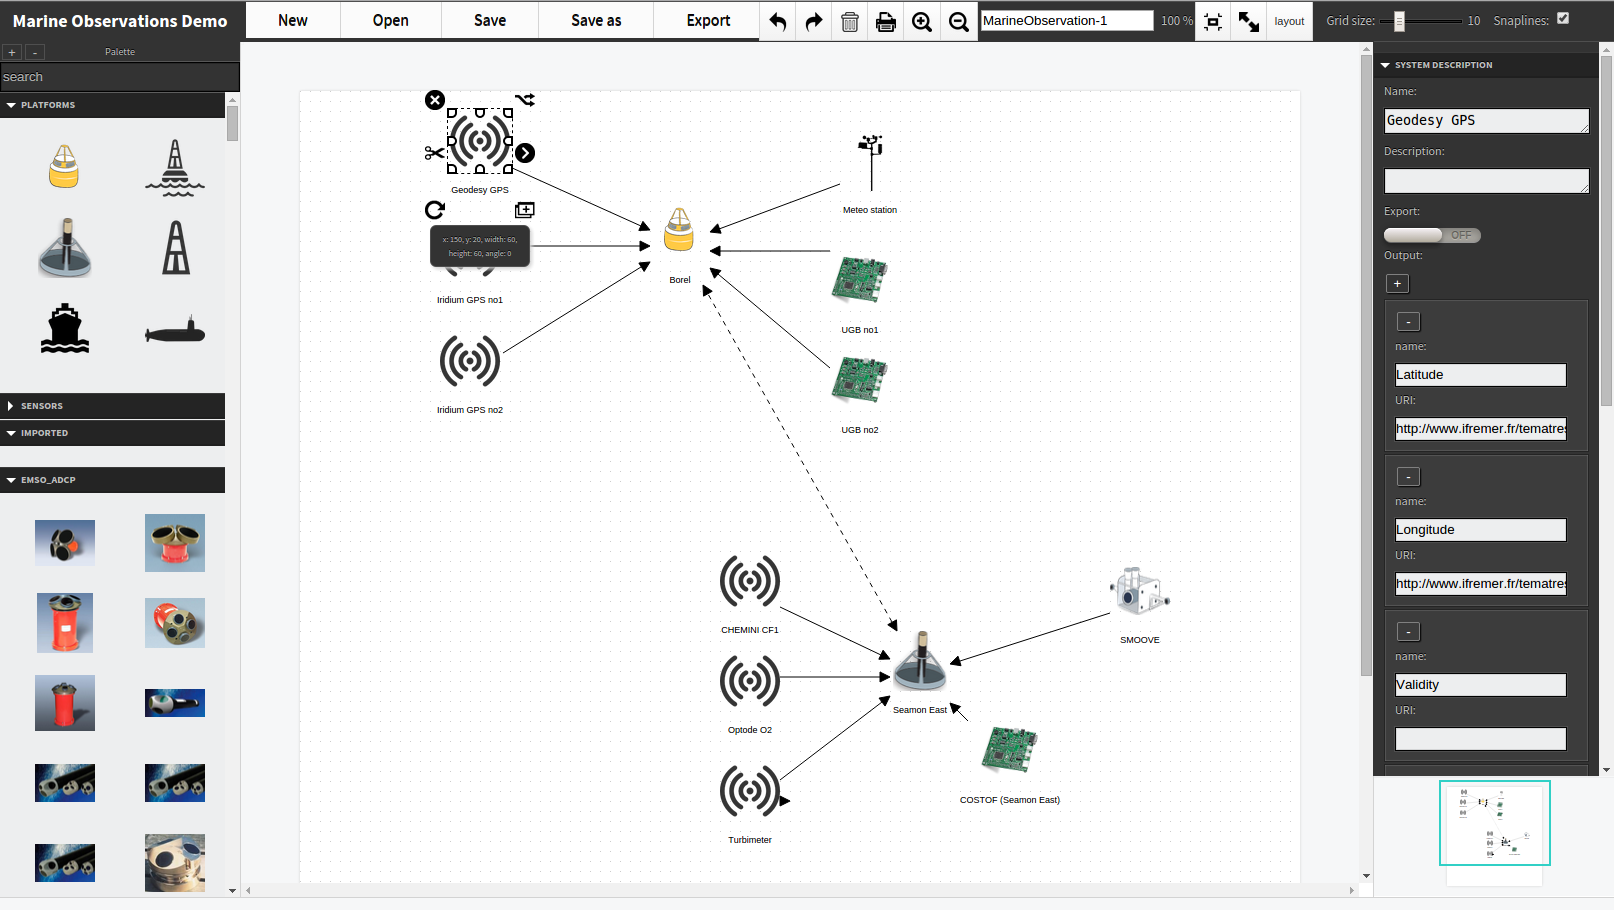 Marine Observations Demo
New
Open
Save
Save as
Export
MarineObservation-1
100 %
layout
Grid size:
10
Snaplines:
+
-
Palette
search
PLATFORMS
SENSORS
IMPORTED
EMSO_ADCP
Geodesy GPS
x: 150, y: 20, width: 60,
height: 60, angle: 0
Iridium GPS no1
Iridium GPS no2
Borel
Meteo station
UGB no1
UGB no2
CHEMINI CF1
Optode O2
Turbimeter
Seamon East
SMOOVE
COSTOF (Seamon East)
SYSTEM DESCRIPTION
Name:
Geodesy GPS
Description:
Export:
OFF
Output:
+
-
name:
Latitude
URI:
http://www.ifremer.fr/tematres
-
name:
Longitude
URI:
http://www.ifremer.fr/tematres
-
name:
Validity
URI: